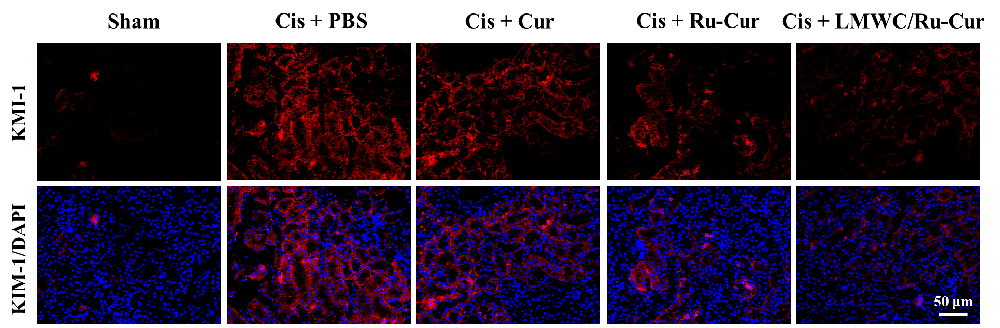 Sham
Cis + PBS
Cis + Cur
Cis + Ru-Cur
Cis + LMWC/Ru-Cur
KMI-1
KIM-1/DAPI
50 μm